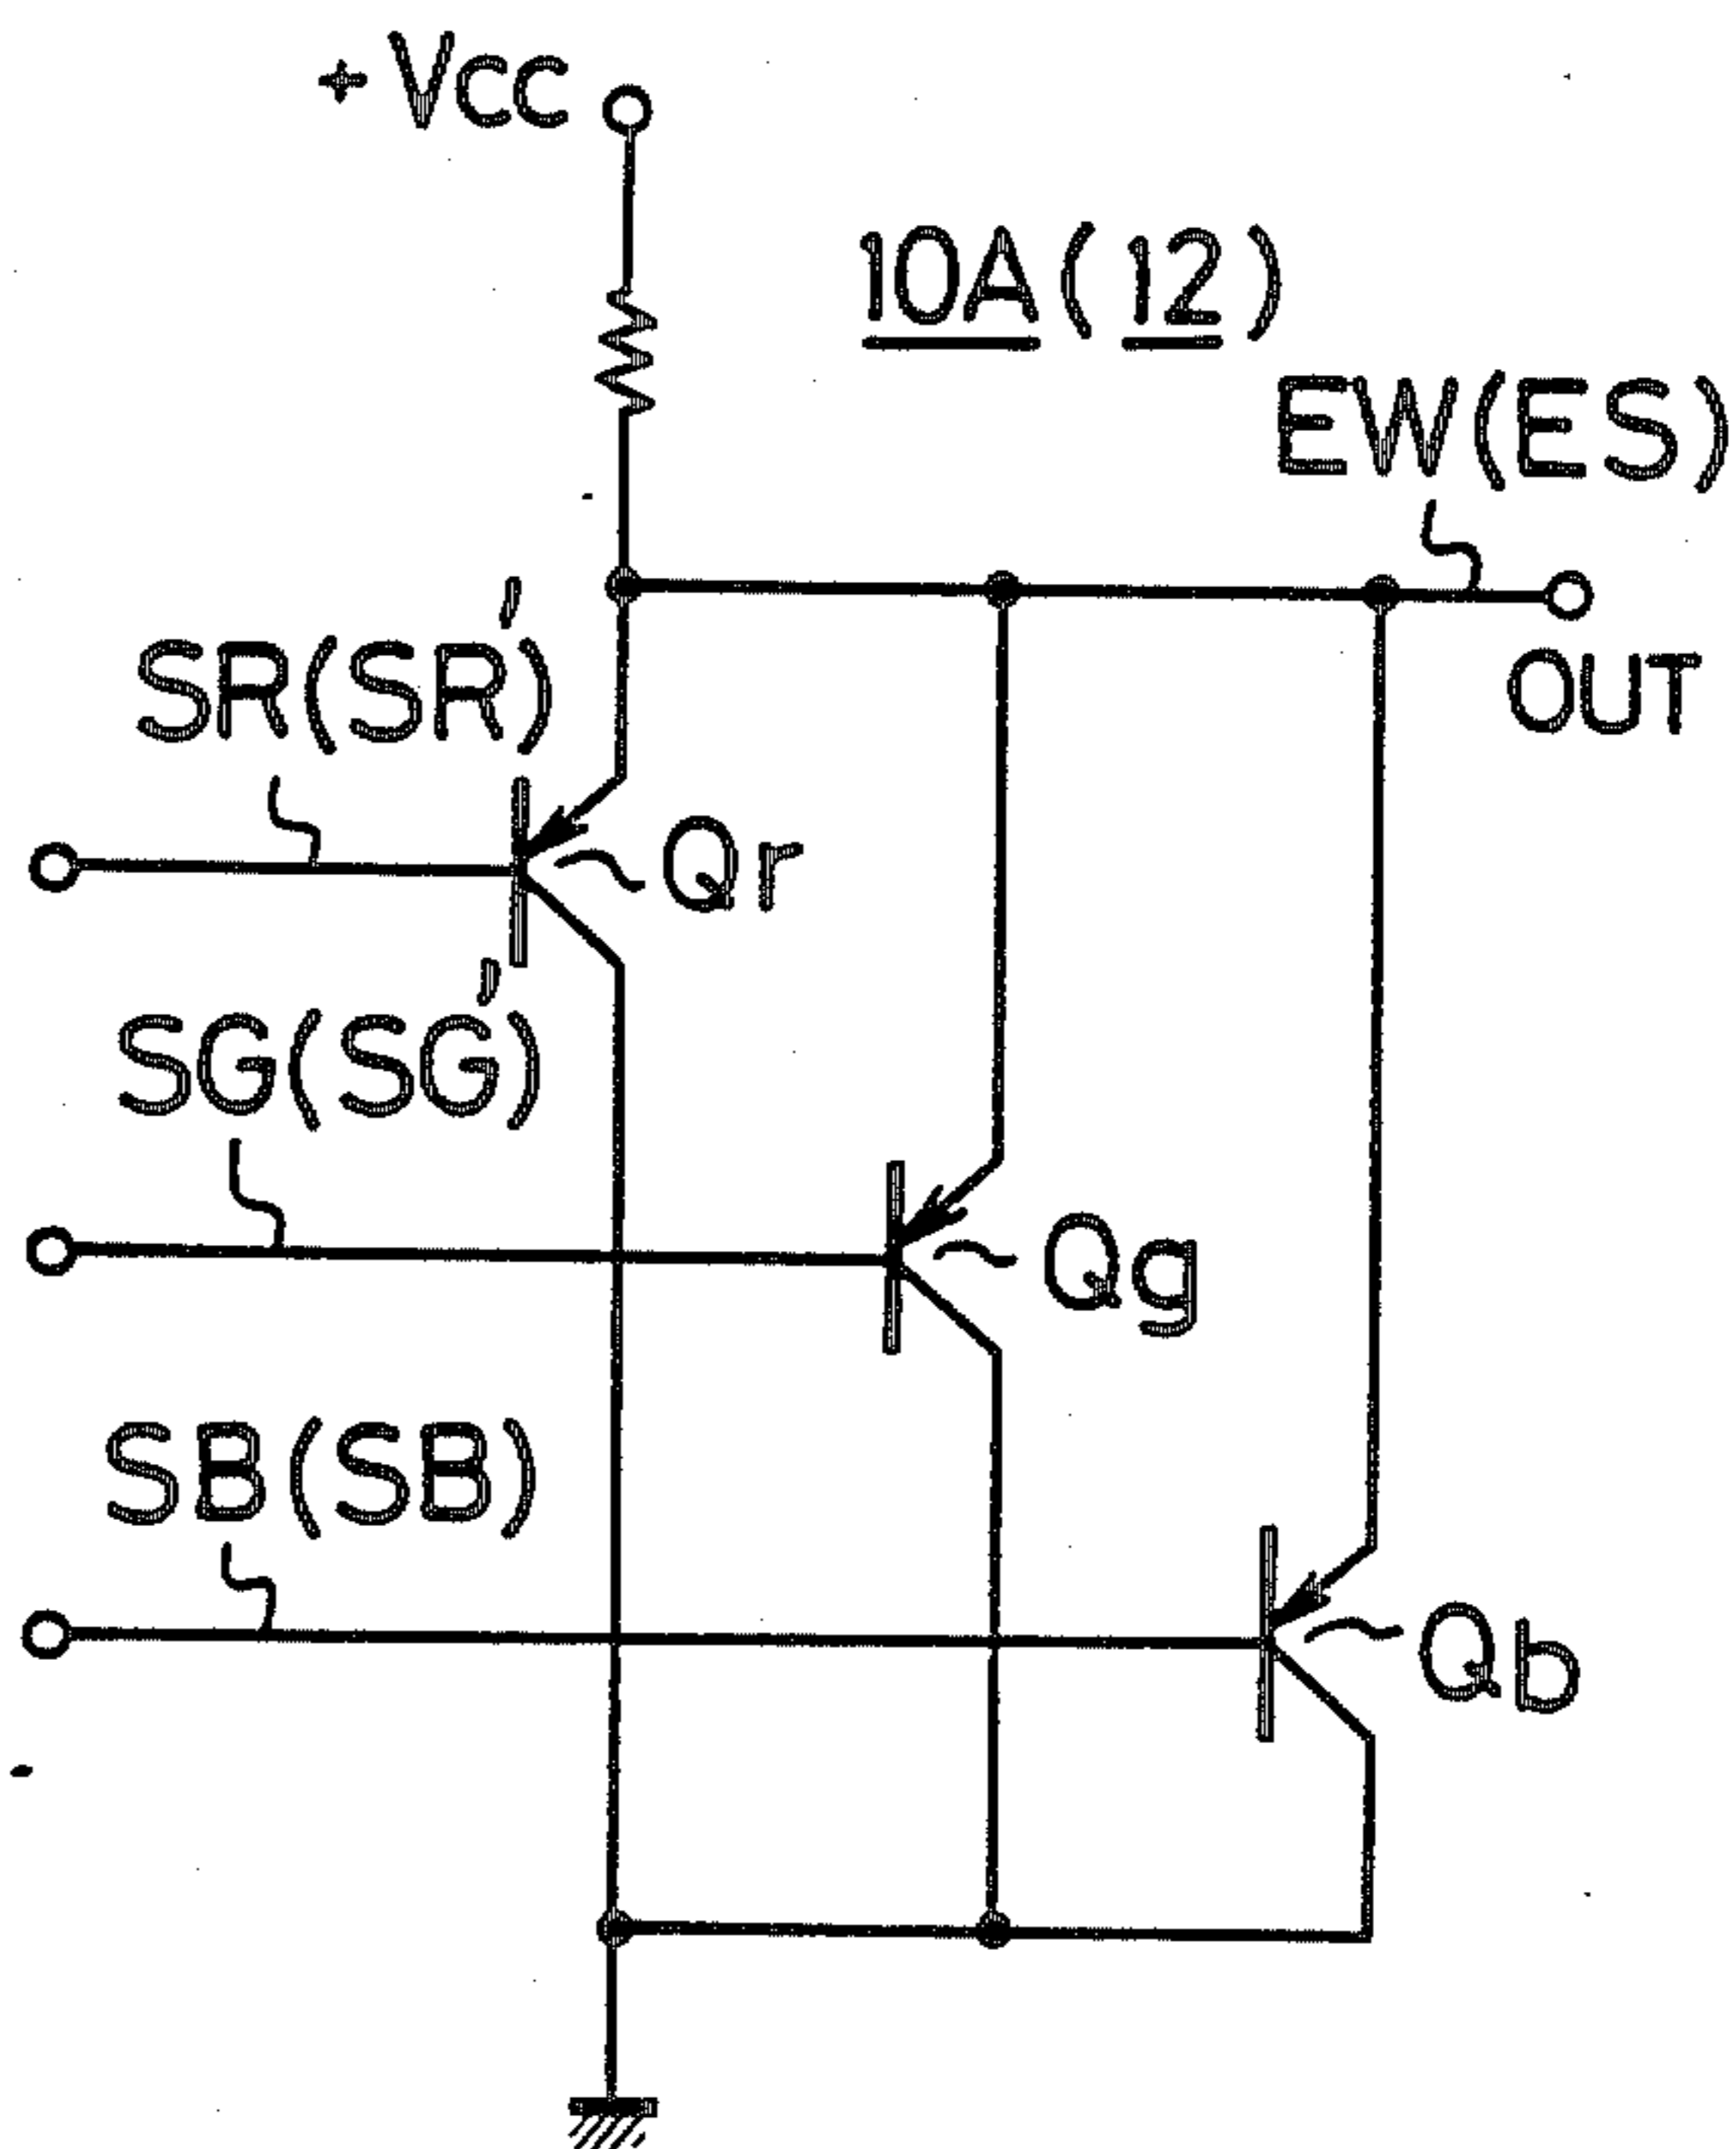 +Vcc
10A(12)
EW(ES)
OUT
SR(SR')
Qr
SG(SG')
Qg
SB(SB)
Qb